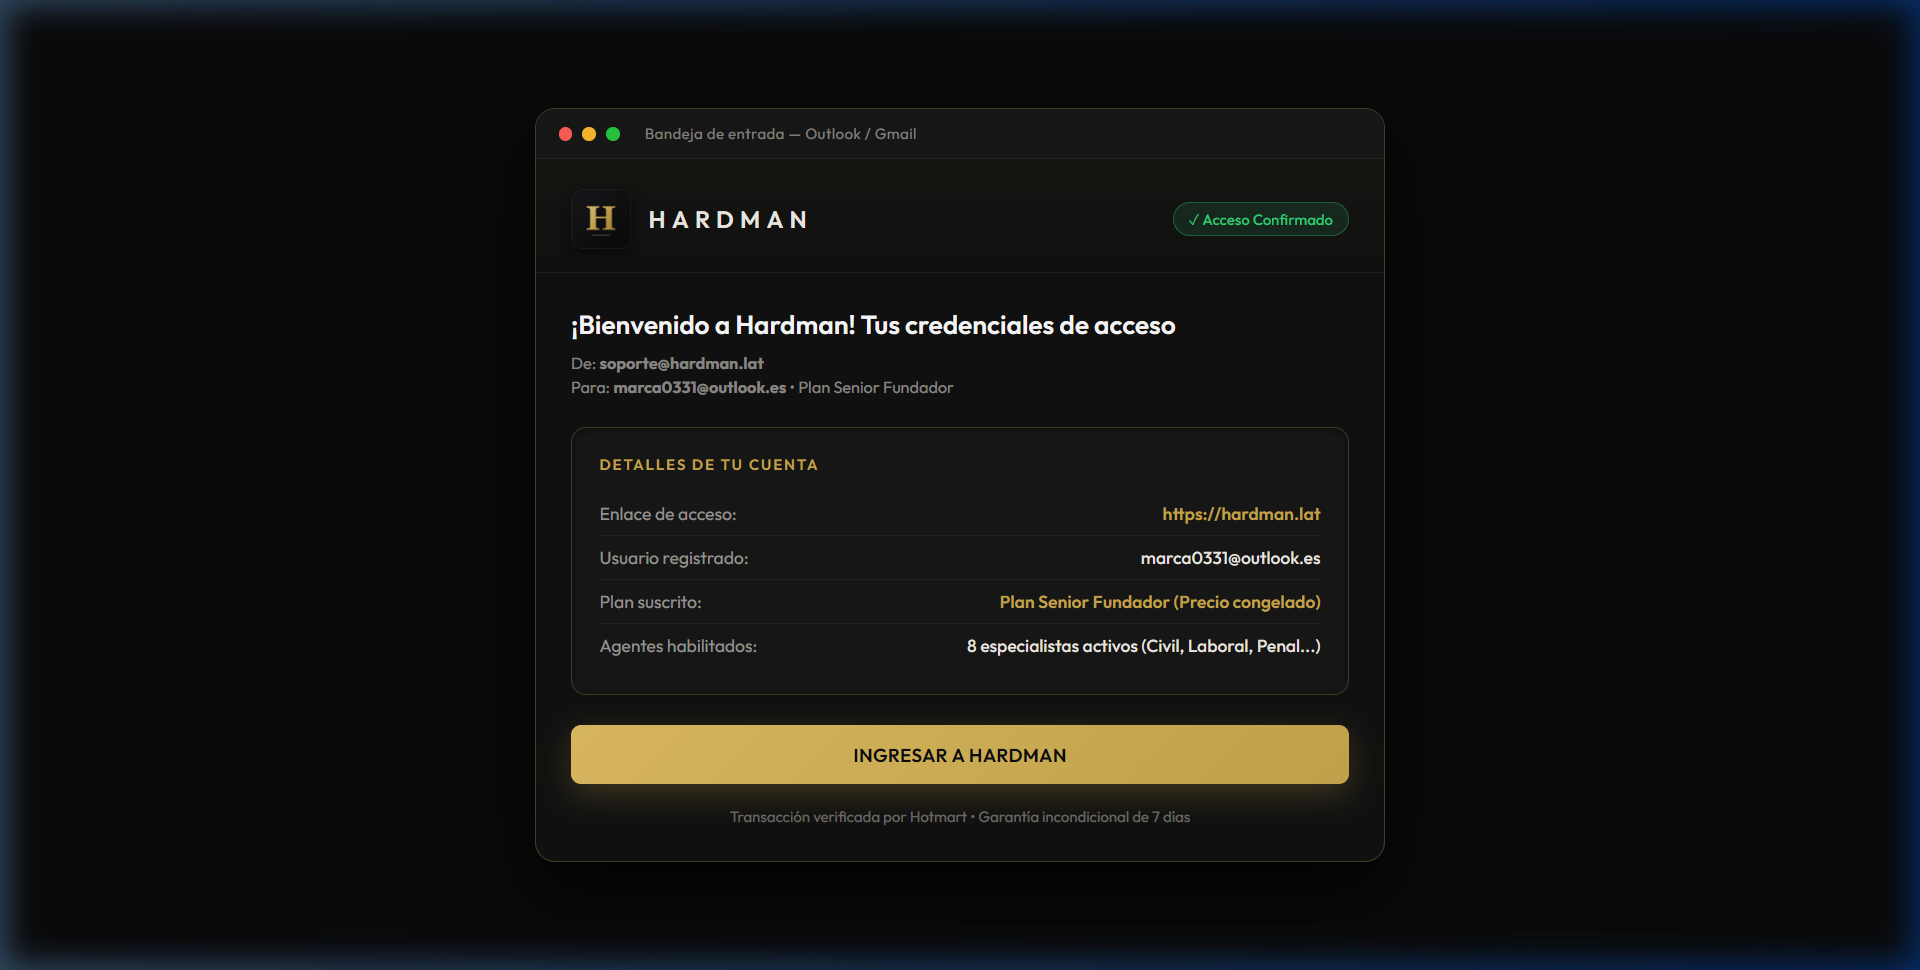 Bandeja de entrada — Outlook / Gmail
H
HARDMAN
✓ Acceso Confirmado
¡Bienvenido a Hardman! Tus credenciales de acceso
De: soporte@hardman.lat
Para: marca0331@outlook.es • Plan Senior Fundador
DETALLES DE TU CUENTA
Enlace de acceso: https://hardman.lat
Usuario registrado: marca0331@outlook.es
Plan suscrito: Plan Senior Fundador (Precio congelado)
Agentes habilitados: 8 especialistas activos (Civil, Laboral, Penal...)
INGRESAR A HARDMAN
Transacción verificada por Hotmart • Garantía incondicional de 7 días